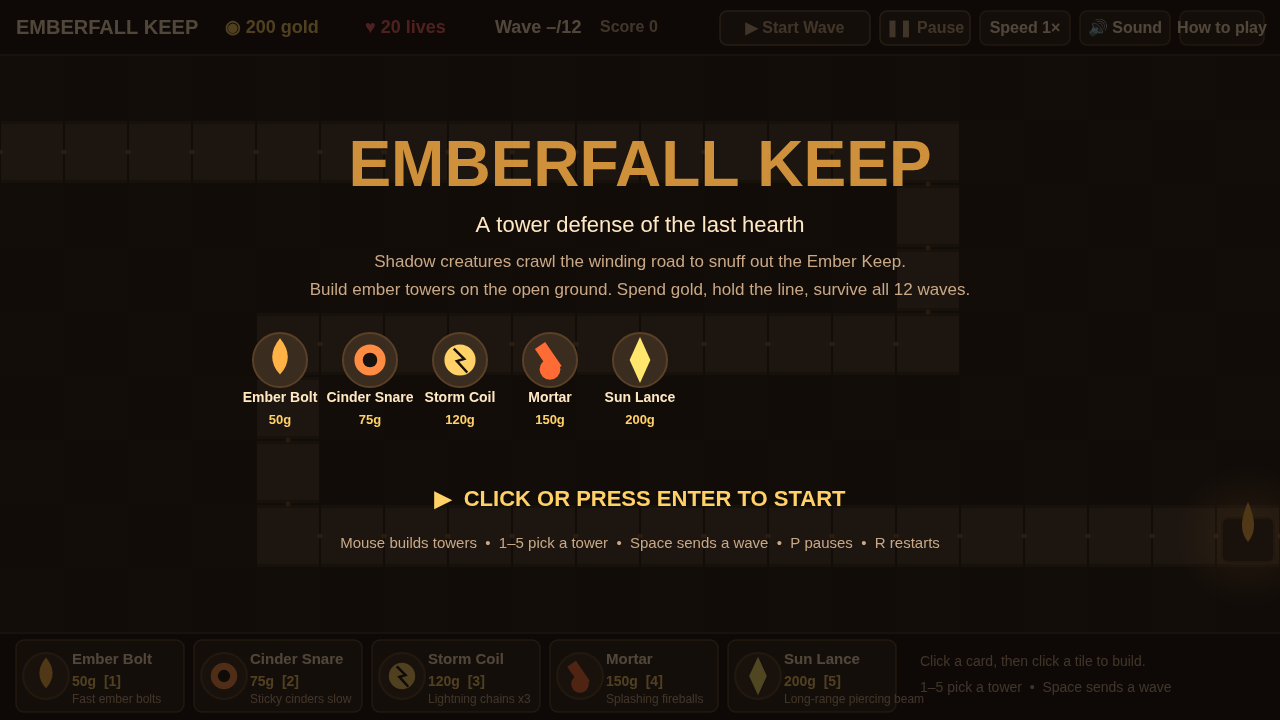 EMBERFALL KEEP ◉ 200 gold ♥ 20 lives Wave –/12 Score 0 ▶ Start Wave ❚❚ Pause Speed 1× 🔊 Sound How to play
EMBERFALL KEEP
A tower defense of the last hearth
Shadow creatures crawl the winding road to snuff out the Ember Keep.
Build ember towers on the open ground. Spend gold, hold the line, survive all 12 waves.
Ember Bolt Cinder Snare Storm Coil Mortar Sun Lance
50g 75g 120g 150g 200g
▶ CLICK OR PRESS ENTER TO START
Mouse builds towers • 1–5 pick a tower • Space sends a wave • P pauses • R restarts
Ember Bolt
50g [1]
Fast ember bolts
Cinder Snare
75g [2]
Sticky cinders slow
Storm Coil
120g [3]
Lightning chains x3
Mortar
150g [4]
Splashing fireballs
Sun Lance
200g [5]
Long-range piercing beam
Click a card, then click a tile to build.
1–5 pick a tower • Space sends a wave